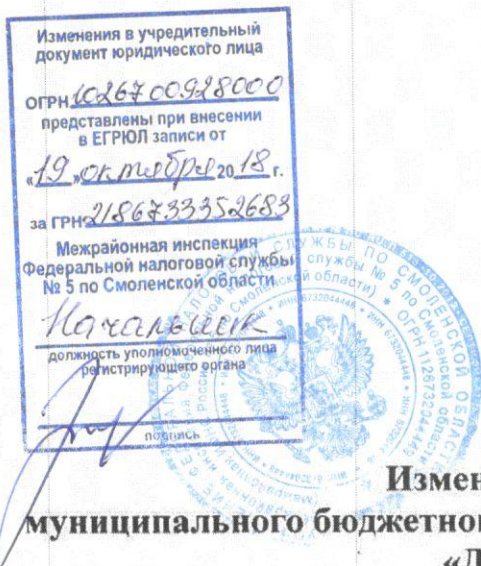 Изменения в учредительный
документ юридического лица
ОГРН 1026700928000
представлены при внесении
в ЕГРЮЛ записи от
«19» октября 2018 г.
за ГРН 2186733352683
Межрайонная инспекция
Федеральной налоговой службы
№ 5 по Смоленской области
Начальник
должность уполномоченного лица
регистрирующего органа
подпись
Измен
муниципального бюджетног
«Д